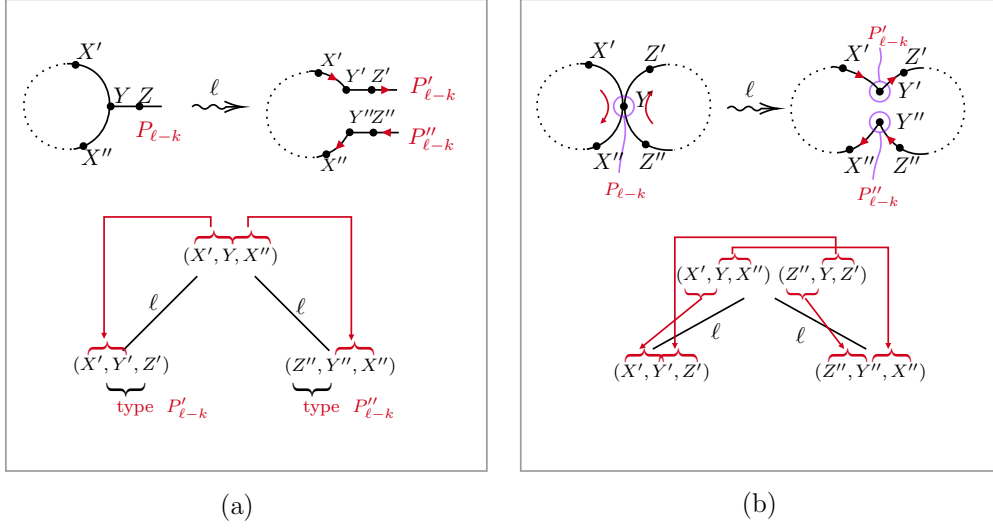 X′
Y Z
P_{ℓ−k}
X″
ℓ
X′
Y′ Z′
P′_{ℓ−k}
Y″ Z″
P″_{ℓ−k}
X″
(X′, Y, X″)
ℓ
ℓ
(X′, Y′, Z′)
(Z″, Y″, X″)
type P′_{ℓ−k}
type P″_{ℓ−k}
(a)
X′
Z′
Y
X″
Z″
P_{ℓ−k}
ℓ
P′_{ℓ−k}
X′
Z′
Y′
Y″
X″
Z″
P″_{ℓ−k}
(X′, Y, X″) (Z″, Y, Z′)
ℓ
ℓ
(X′, Y′, Z′)
(Z″, Y″, X″)
(b)